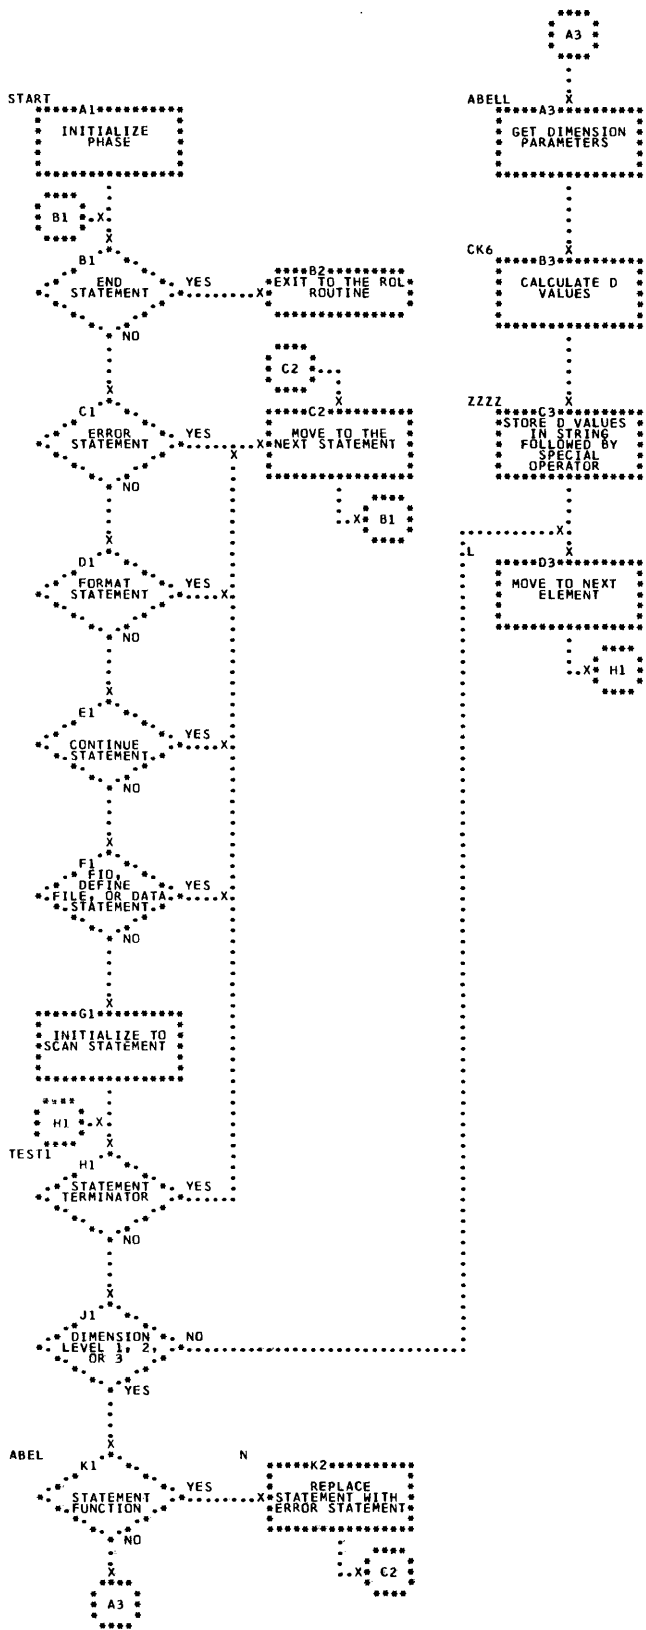 START
A1
INITIALIZE
PHASE
B1
B1
END
STATEMENT
YES
NO
B2
EXIT TO THE ROL
ROUTINE
C2
C1
ERROR
STATEMENT
YES
NO
C2
MOVE TO THE
NEXT STATEMENT
B1
D1
FORMAT
STATEMENT
YES
NO
E1
CONTINUE
STATEMENT
YES
NO
F1
FIO,
DEFINE
FILE, OR DATA
STATEMENT
YES
NO
G1
INITIALIZE TO
SCAN STATEMENT
H1
TEST1
H1
STATEMENT
TERMINATOR
YES
NO
J1
DIMENSION
LEVEL 1, 2,
OR 3
NO
YES
ABEL
K1
STATEMENT
FUNCTION
YES
NO
A3
N
K2
REPLACE
STATEMENT WITH
ERROR STATEMENT
C2
A3
ABELL
A3
GET DIMENSION
PARAMETERS
CK6
B3
CALCULATE D
VALUES
ZZZZ
C3
STORE D VALUES
IN STRING
FOLLOWED BY
SPECIAL
OPERATOR
L
D3
MOVE TO NEXT
ELEMENT
H1